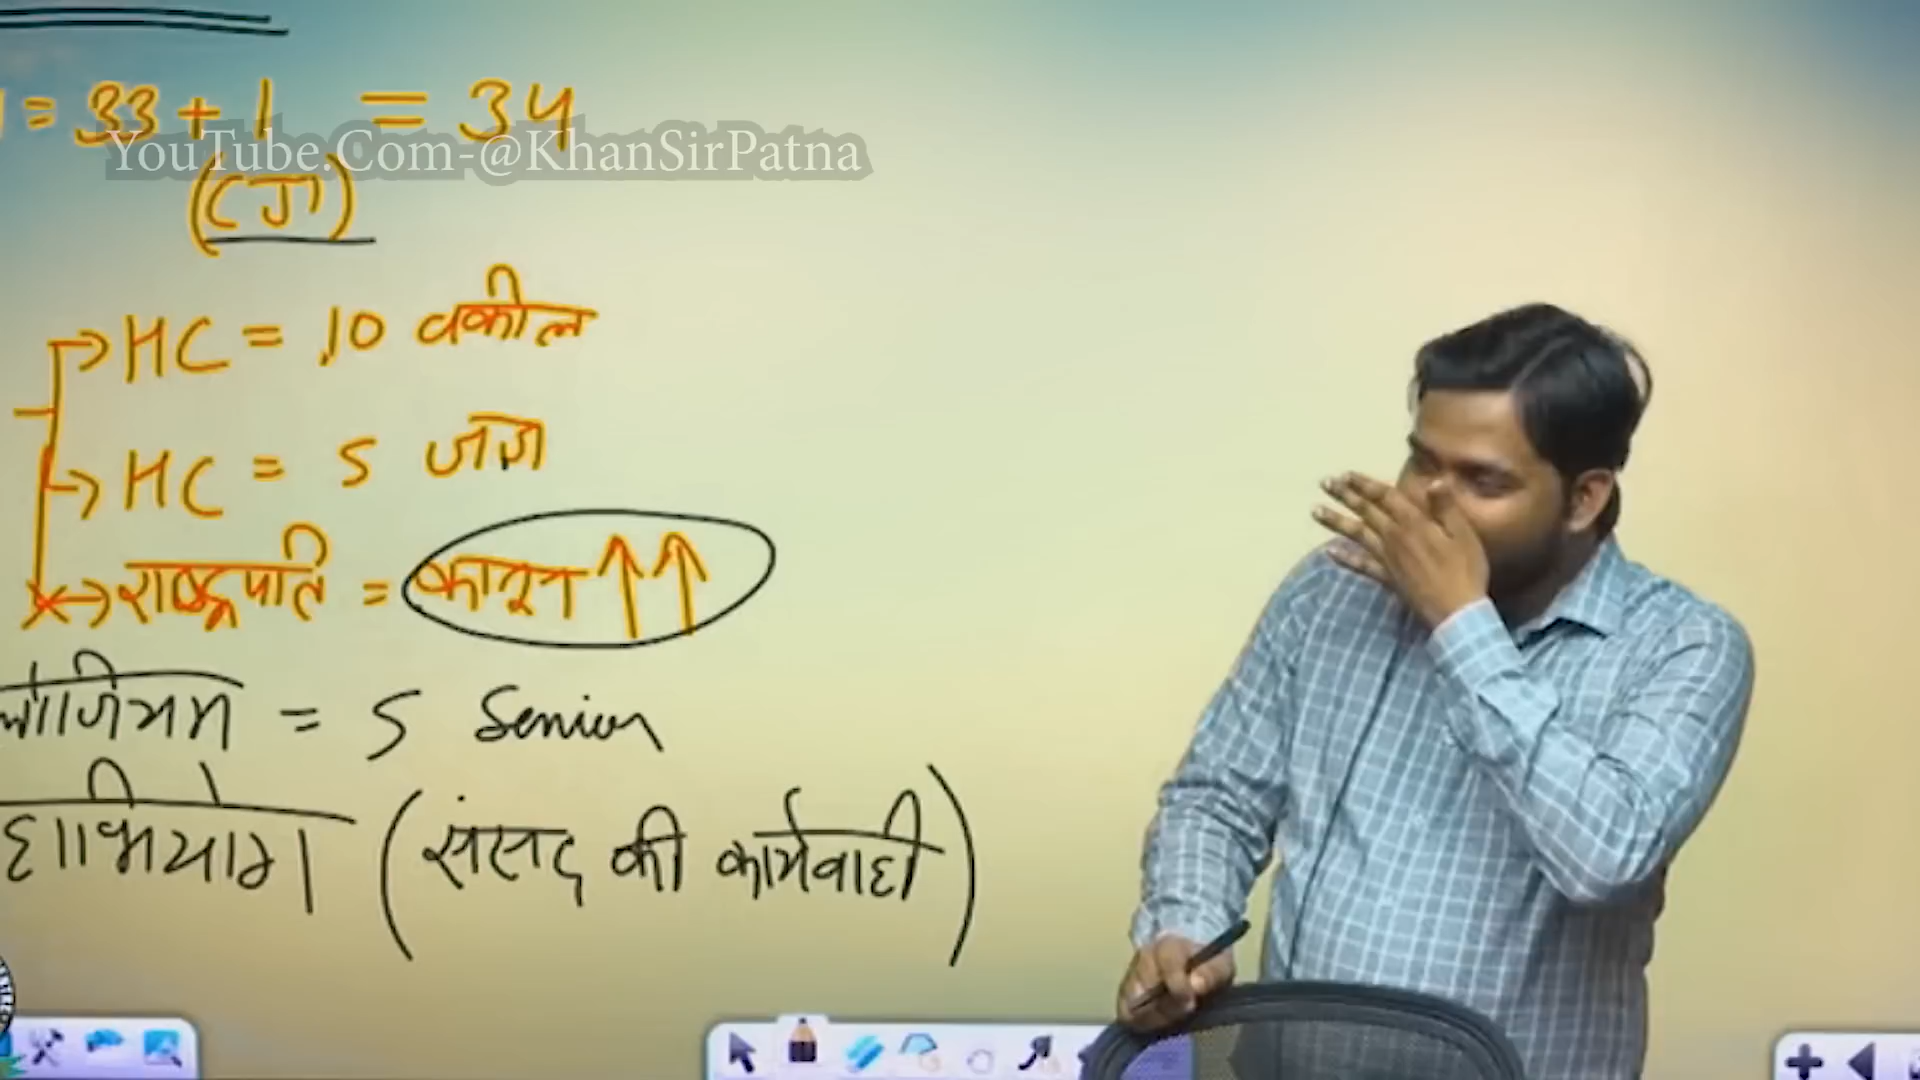 = 33 + 1 = 34
YouTube.Com-@KhanSirPatna
(CJI)
→ HC = 10 वकील
→ HC = 5 जज
→ राष्ट्रपति = कानून ↑↑
= 5 Senior
(संसद की कार्यवाही)